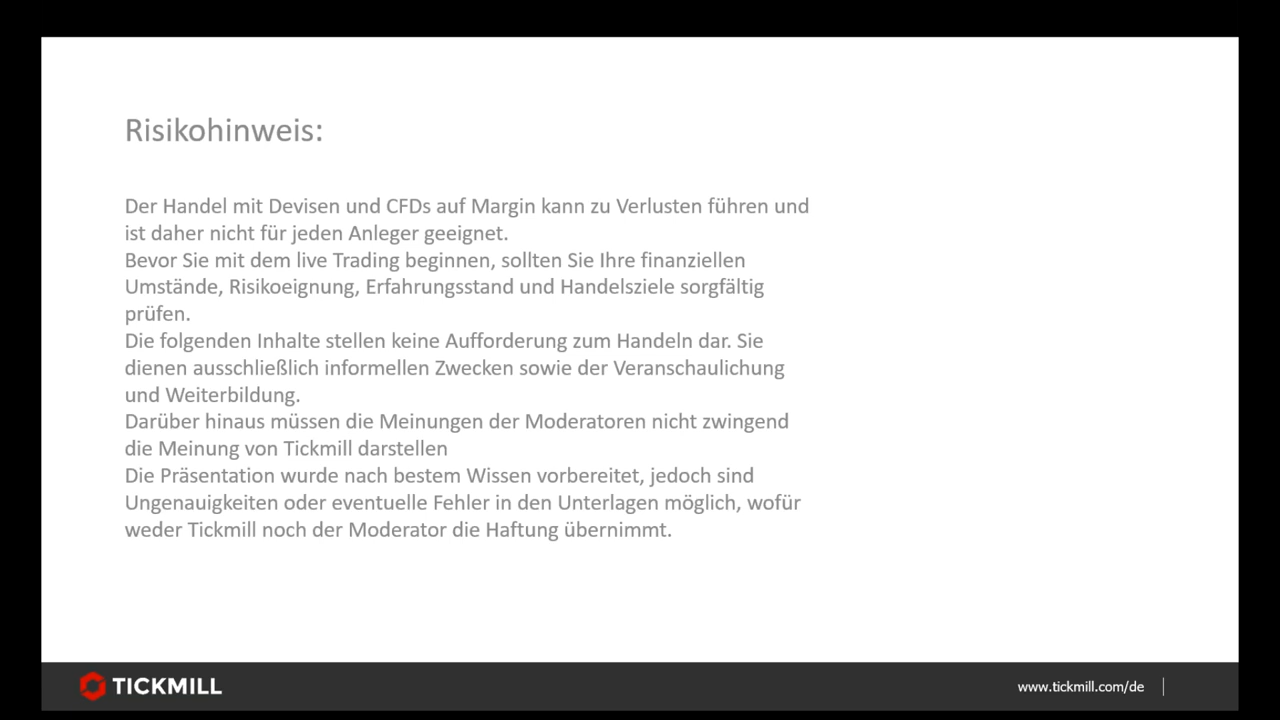 Risikohinweis:
Der Handel mit Devisen und CFDs auf Margin kann zu Verlusten führen und
ist daher nicht für jeden Anleger geeignet.
Bevor Sie mit dem live Trading beginnen, sollten Sie Ihre finanziellen
Umstände, Risikoeignung, Erfahrungsstand und Handelsziele sorgfältig
prüfen.
Die folgenden Inhalte stellen keine Aufforderung zum Handeln dar. Sie
dienen ausschließlich informellen Zwecken sowie der Veranschaulichung
und Weiterbildung.
Darüber hinaus müssen die Meinungen der Moderatoren nicht zwingend
die Meinung von Tickmill darstellen
Die Präsentation wurde nach bestem Wissen vorbereitet, jedoch sind
Ungenauigkeiten oder eventuelle Fehler in den Unterlagen möglich, wofür
weder Tickmill noch der Moderator die Haftung übernimmt.
TICKMILL
www.tickmill.com/de